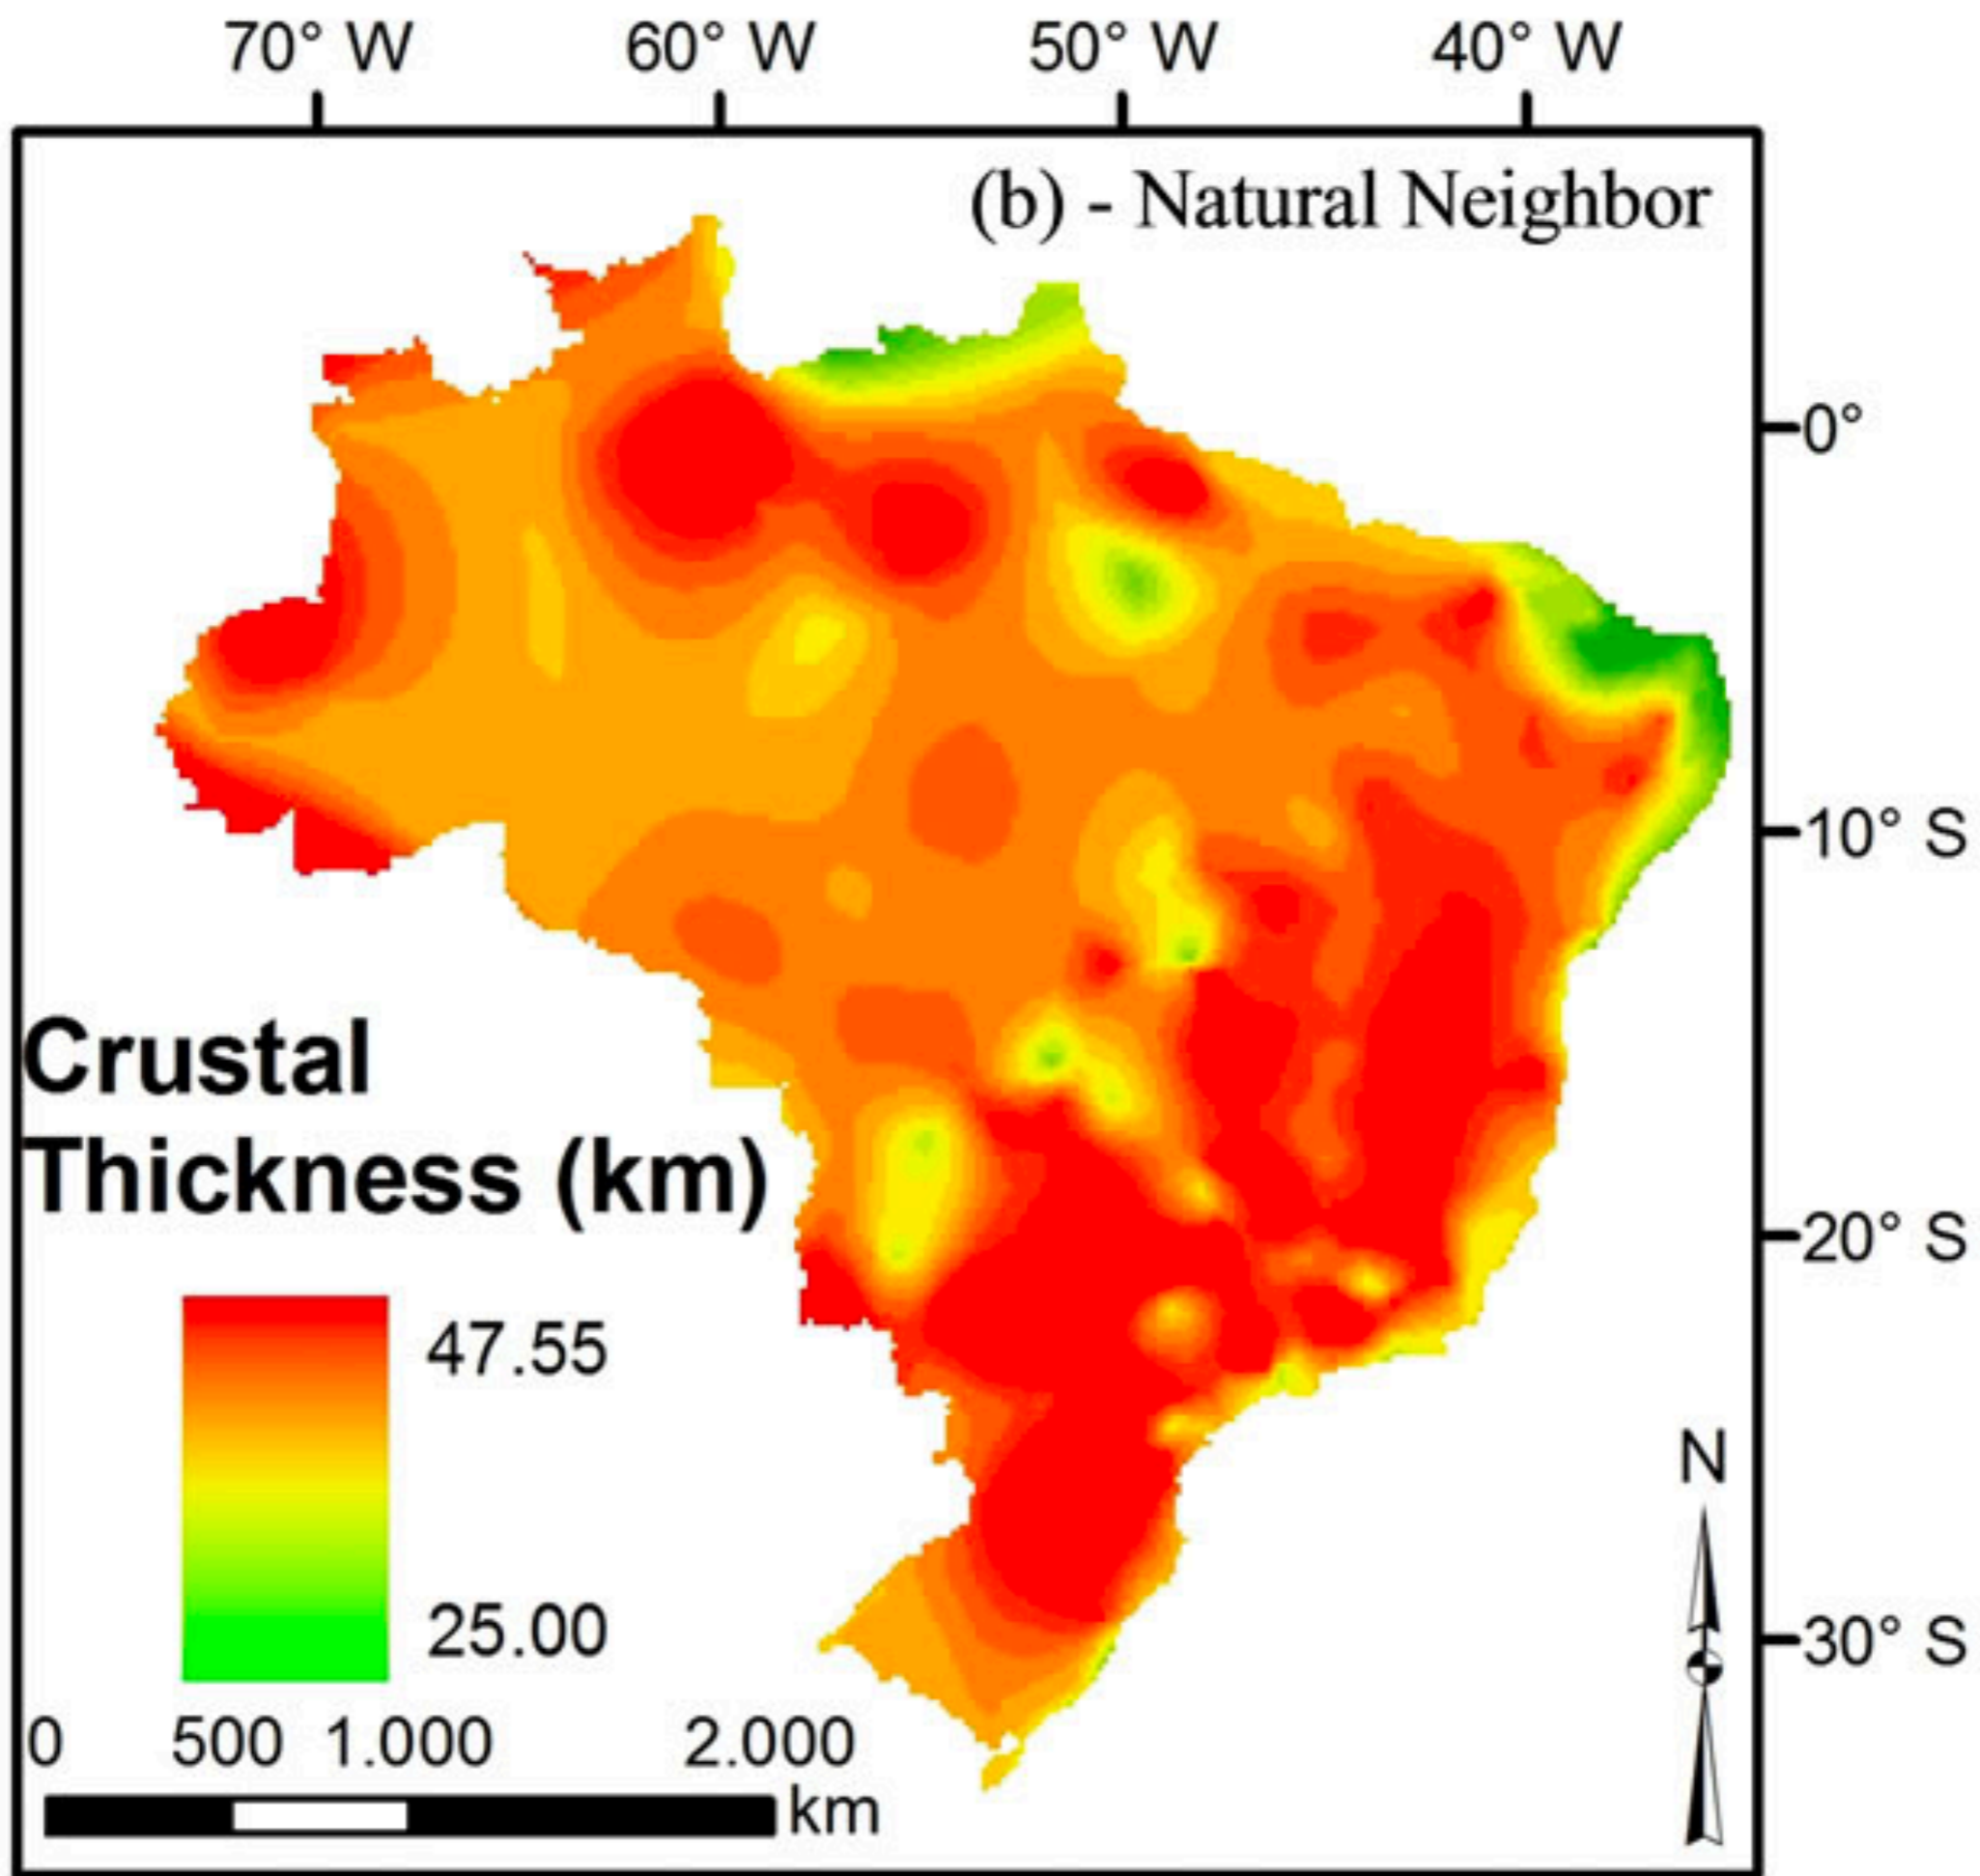 70° W 60° W 50° W 40° W
(b) - Natural Neighbor
0°
10° S
Crustal
Thickness (km)
20° S
47.55
N
25.00
30° S
0 500 1.000 2.000
km